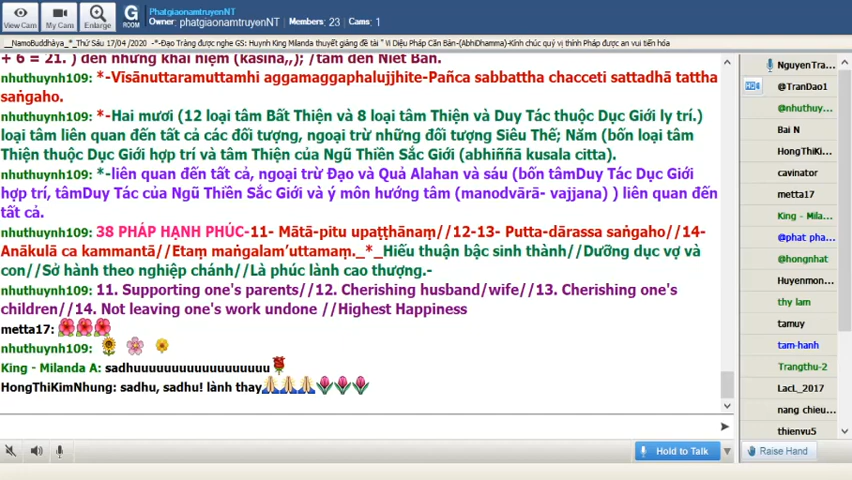 View Cam
My Cam
Enlarge
G ROOM
PhatgiaonamtruyenNT
Owner: phatgiaonamtruyenNT | Members: 23 | Cams: 1
__NamoBuddhàya_*_Thứ Sáu 17/04 /2020 -*-Đạo Tràng được nghe GS: Huynh King Milanda thuyết giảng đề tài " Vi Diệu Pháp Căn Bản-(AbhiDhamma)-Kính chúc quý vị thính Pháp được an vui tiến hóa
+ 6 = 21. ) đến những khái niệm (kasina,,); /tâm đến Niết Bàn.
nhuthuynh109: *-Vīsānuttaramuttamhi aggamaggaphalujjhite-Pañca sabbattha chacceti sattadhā tattha
saṅgaho.
nhuthuynh109: *-Hai mươi (12 loại tâm Bất Thiện và 8 loại tâm Thiện và Duy Tác thuộc Dục Giới ly trí.)
loại tâm liên quan đến tất cả các đối tượng, ngoại trừ những đối tượng Siêu Thế; Năm (bốn loại tâm
Thiện thuộc Dục Giới hợp trí và tâm Thiện của Ngũ Thiền Sắc Giới (abhiññā kusala citta).
nhuthuynh109: *-liên quan đến tất cả, ngoại trừ Đạo và Quả Alahan và sáu (bốn tâmDuy Tác Dục Giới
hợp trí, tâmDuy Tác của Ngũ Thiền Sắc Giới và ý môn hướng tâm (manodvārā- vajjana) ) liên quan đến
tất cả.
nhuthuynh109: 38 PHÁP HẠNH PHÚC-11- Mātā-pitu upaṭṭhānaṃ//12-13- Putta-dārassa saṅgaho//14-
Anākulā ca kammantā//Etaṃ maṅgalam'uttamaṃ._*_Hiếu thuận bậc sinh thành//Dưỡng dục vợ và
con//Sở hành theo nghiệp chánh//Là phúc lành cao thượng.-
nhuthuynh109: 11. Supporting one's parents//12. Cherishing husband/wife//13. Cherishing one's
children//14. Not leaving one's work undone //Highest Happiness
metta17:
nhuthuynh109:
King - Milanda A: sadhuuuuuuuuuuuuuuuuuu
HongThiKimNhung: sadhu, sadhu! lành thay
Hold to Talk
NguyenTra...
@TranDao1
@nhuthuy...
Bai N
HongThiKi...
cavinator
metta17
King - Mila...
@phat pha...
@hongnhat
Huyenmon...
thy lam
tamuy
tam-hanh
Trangthu-2
LacL_2017
nang chieu...
thienvu5
Raise Hand